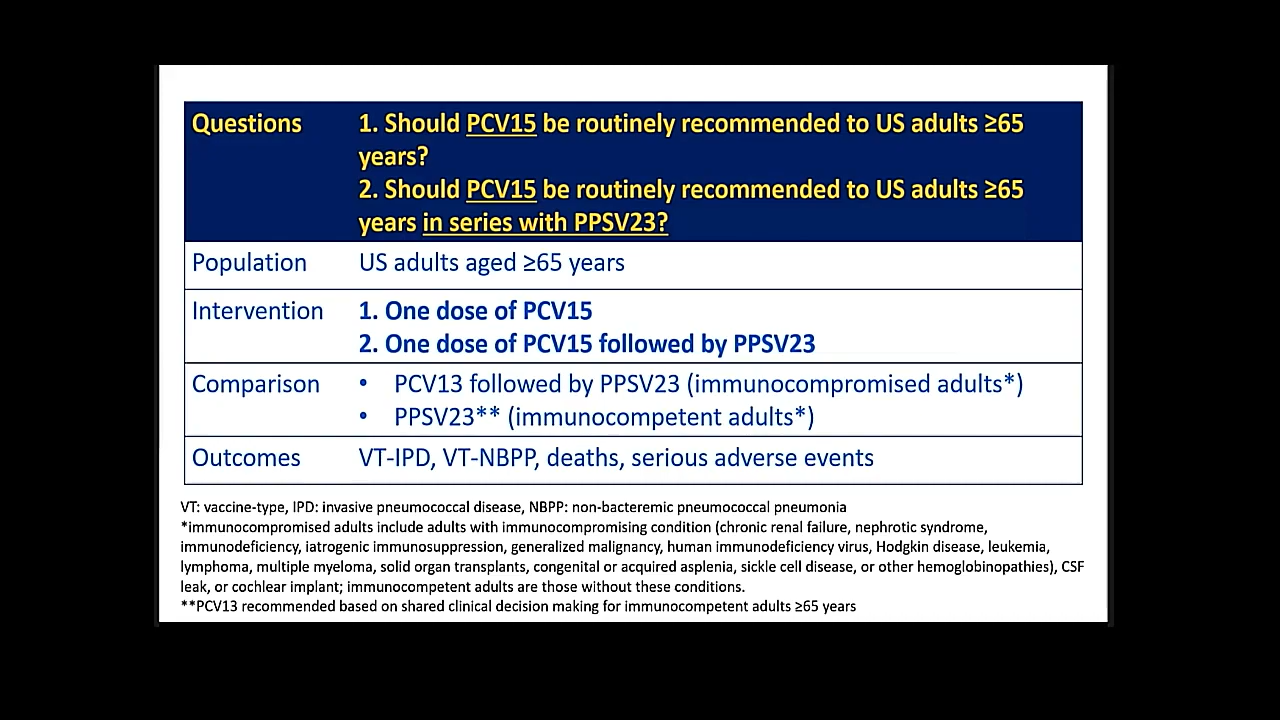 Questions
1. Should PCV15 be routinely recommended to US adults ≥65
years?
2. Should PCV15 be routinely recommended to US adults ≥65
years in series with PPSV23?
Population
US adults aged ≥65 years
Intervention
1. One dose of PCV15
2. One dose of PCV15 followed by PPSV23
Comparison
• PCV13 followed by PPSV23 (immunocompromised adults*)
• PPSV23** (immunocompetent adults*)
Outcomes
VT-IPD, VT-NBPP, deaths, serious adverse events
VT: vaccine-type, IPD: invasive pneumococcal disease, NBPP: non-bacteremic pneumococcal pneumonia
*immunocompromised adults include adults with immunocompromising condition (chronic renal failure, nephrotic syndrome,
immunodeficiency, iatrogenic immunosuppression, generalized malignancy, human immunodeficiency virus, Hodgkin disease, leukemia,
lymphoma, multiple myeloma, solid organ transplants, congenital or acquired asplenia, sickle cell disease, or other hemoglobinopathies), CSF
leak, or cochlear implant; immunocompetent adults are those without these conditions.
**PCV13 recommended based on shared clinical decision making for immunocompetent adults ≥65 years